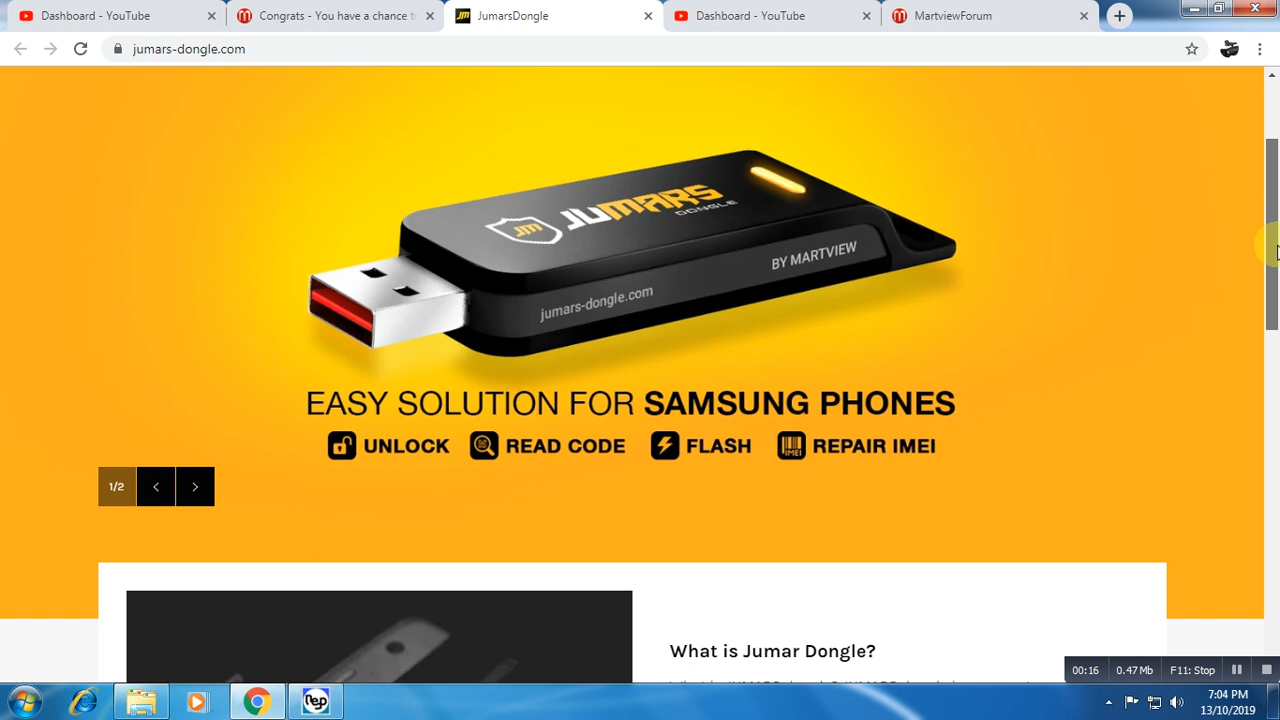 Dashboard - YouTube
Congrats - You have a chance t
JumarsDongle
Dashboard - YouTube
MartviewForum
jumars-dongle.com
JM
JUMARS
DONGLE
BY MARTVIEW
jumars-dongle.com
EASY SOLUTION FOR SAMSUNG PHONES
UNLOCK READ CODE FLASH IMEI REPAIR IMEI
1/2 < >
What is Jumar Dongle?
00:16 0.47 Mb F11: Stop
7:04 PM
13/10/2019